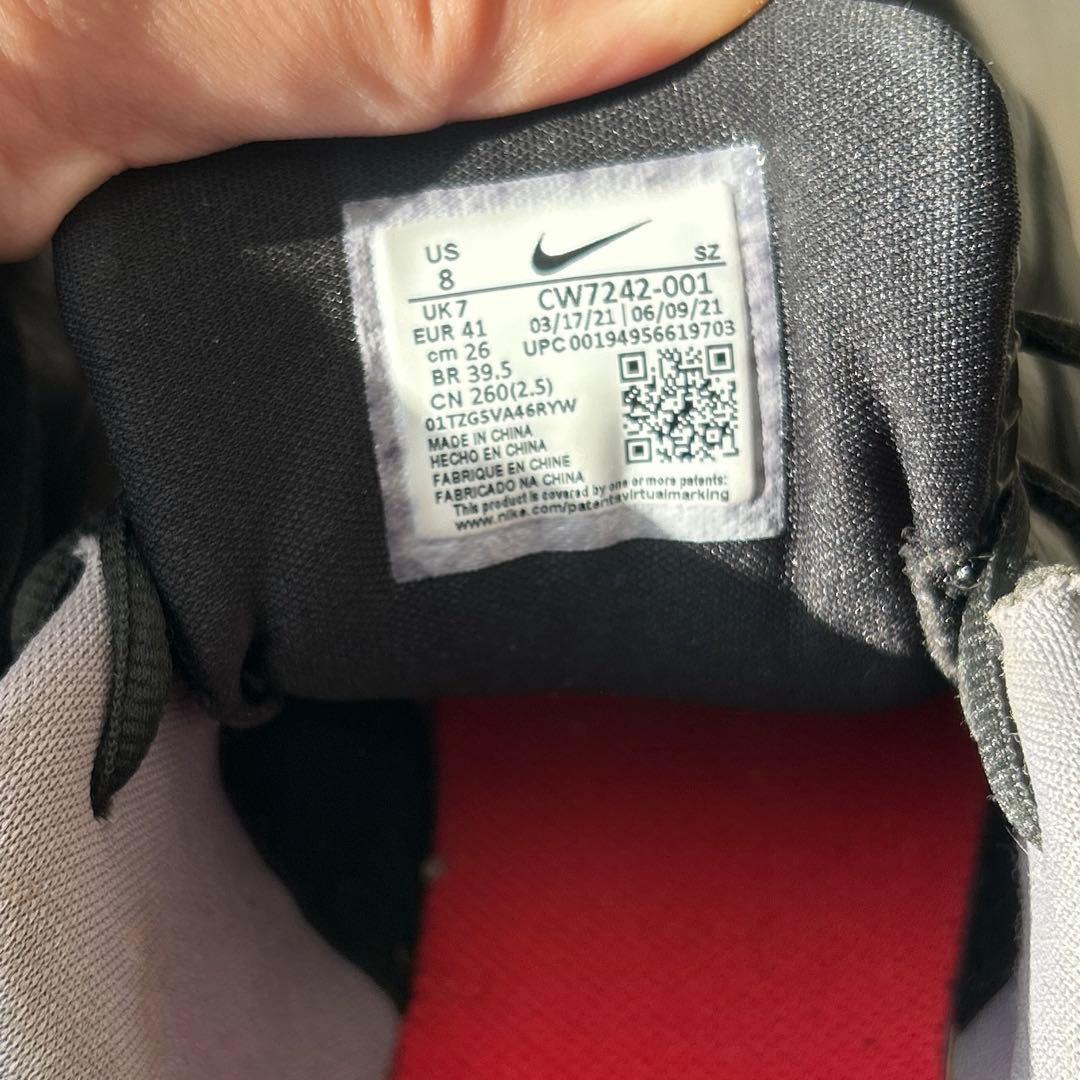 US
8
SZ
UK 7
EUR 41
cm 26
BR 39.5
CN 260(2.5)
CW7242-001
03/17/21 | 06/09/21
UPC 00194956619703
01TZG5VA46RYW
MADE IN CHINA
HECHO EN CHINA
FABRIQUE EN CHINE
FABRICADO NA CHINA
This product is covered by one or more patents:
www.nike.com/patentsvirtualmarking